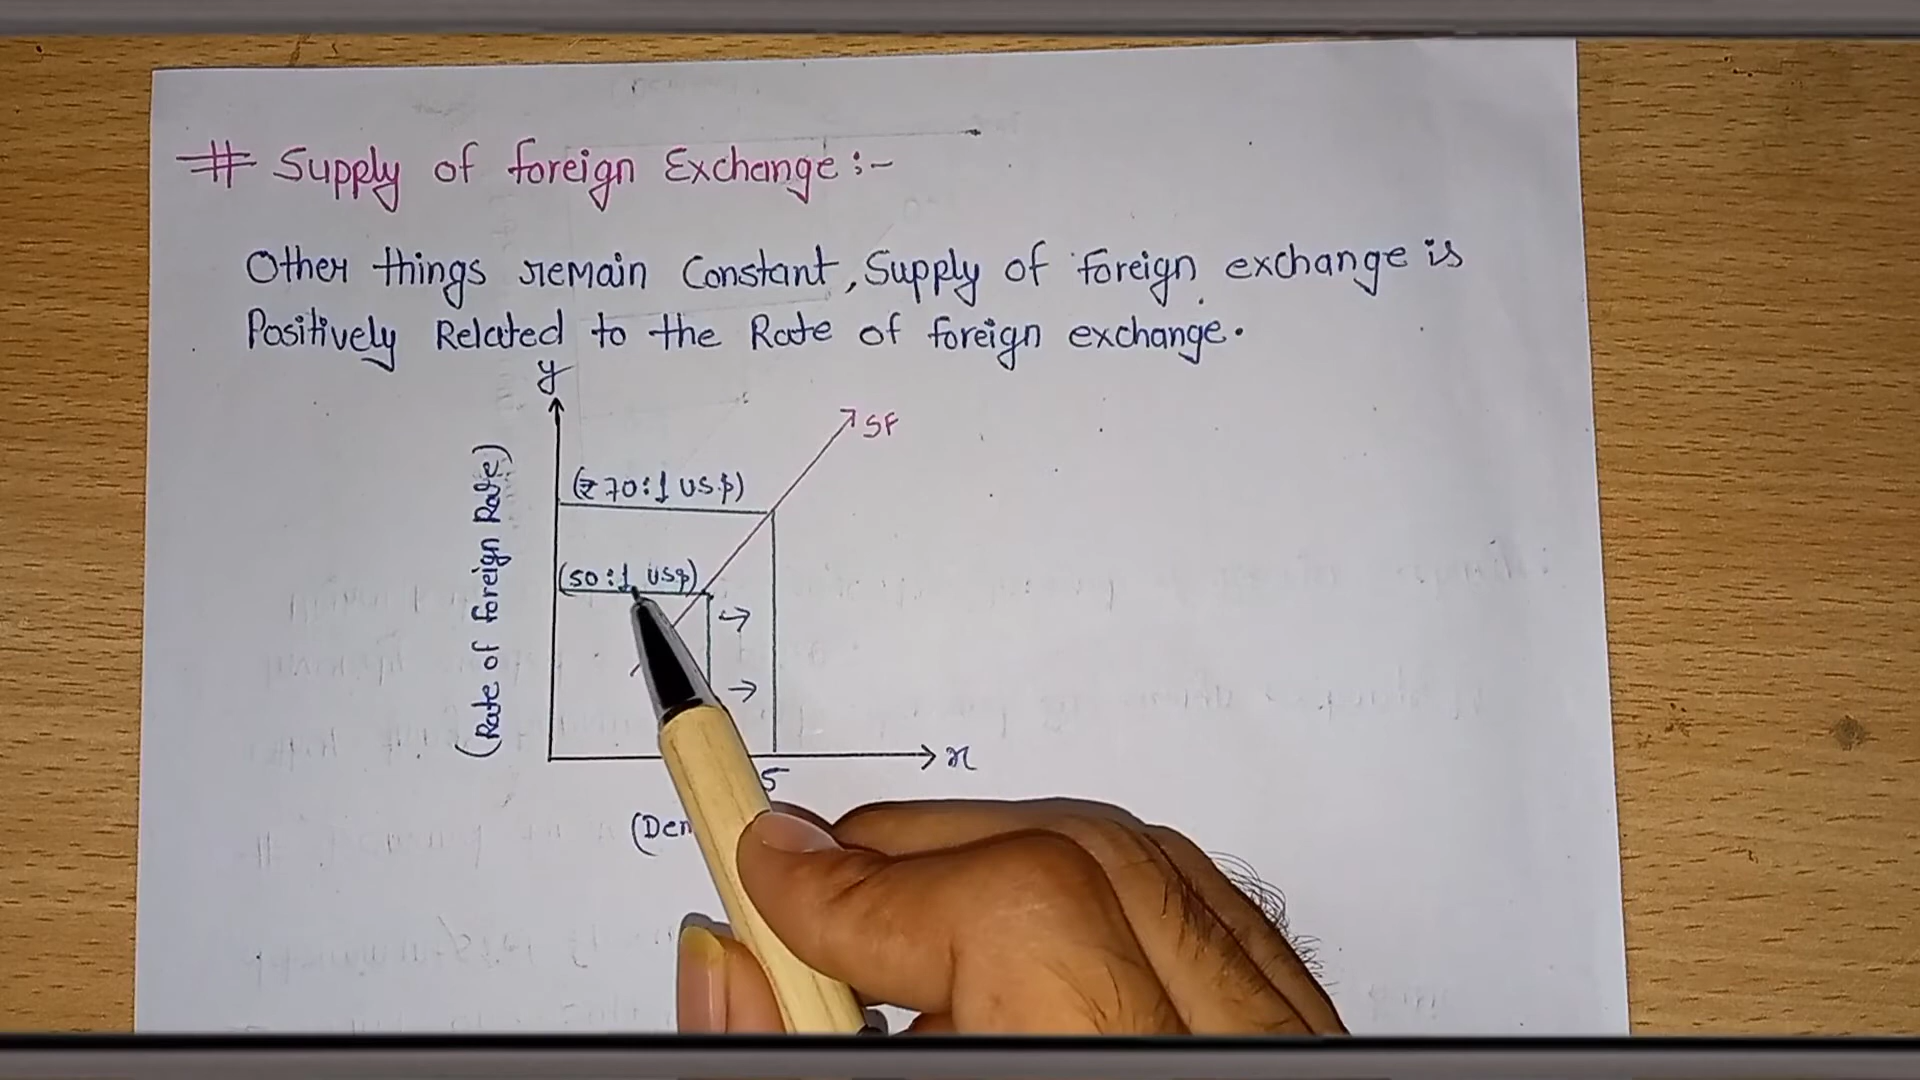 # Supply of foreign Exchange:-
Other things remain Constant, Supply of foreign exchange is
Positively Related to the Rate of foreign exchange.
y
SF
(₹ 70:1 US$)
(50:1 US$)
(Rate of foreign Rate)
x
5